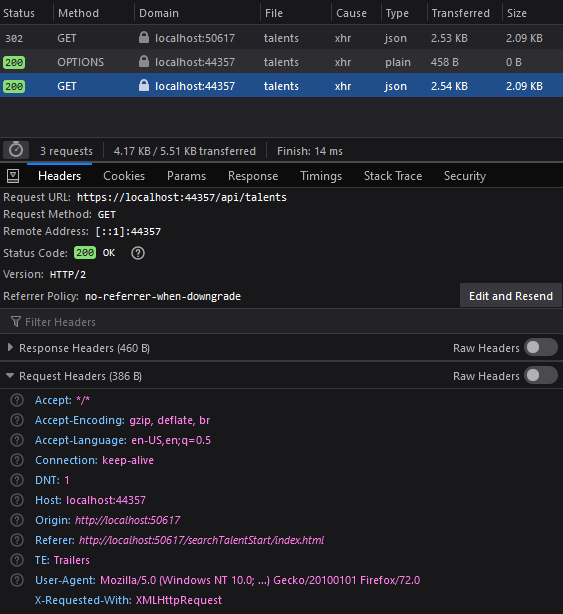 Status Method Domain File Cause Type Transferred Size
302 GET localhost:50617 talents xhr json 2.53 KB 2.09 KB
200 OPTIONS localhost:44357 talents xhr plain 458 B 0 B
200 GET localhost:44357 talents xhr json 2.54 KB 2.09 KB
3 requests 4.17 KB / 5.51 KB transferred Finish: 14 ms
Headers Cookies Params Response Timings Stack Trace Security
Request URL: https://localhost:44357/api/talents
Request Method: GET
Remote Address: [::1]:44357
Status Code: 200 OK ?
Version: HTTP/2
Referrer Policy: no-referrer-when-downgrade Edit and Resend
Filter Headers
Response Headers (460 B) Raw Headers
Request Headers (386 B) Raw Headers
? Accept: */*
? Accept-Encoding: gzip, deflate, br
? Accept-Language: en-US,en;q=0.5
? Connection: keep-alive
? DNT: 1
? Host: localhost:44357
? Origin: http://localhost:50617
? Referer: http://localhost:50617/searchTalentStart/index.html
? TE: Trailers
? User-Agent: Mozilla/5.0 (Windows NT 10.0; ...) Gecko/20100101 Firefox/72.0
X-Requested-With: XMLHttpRequest